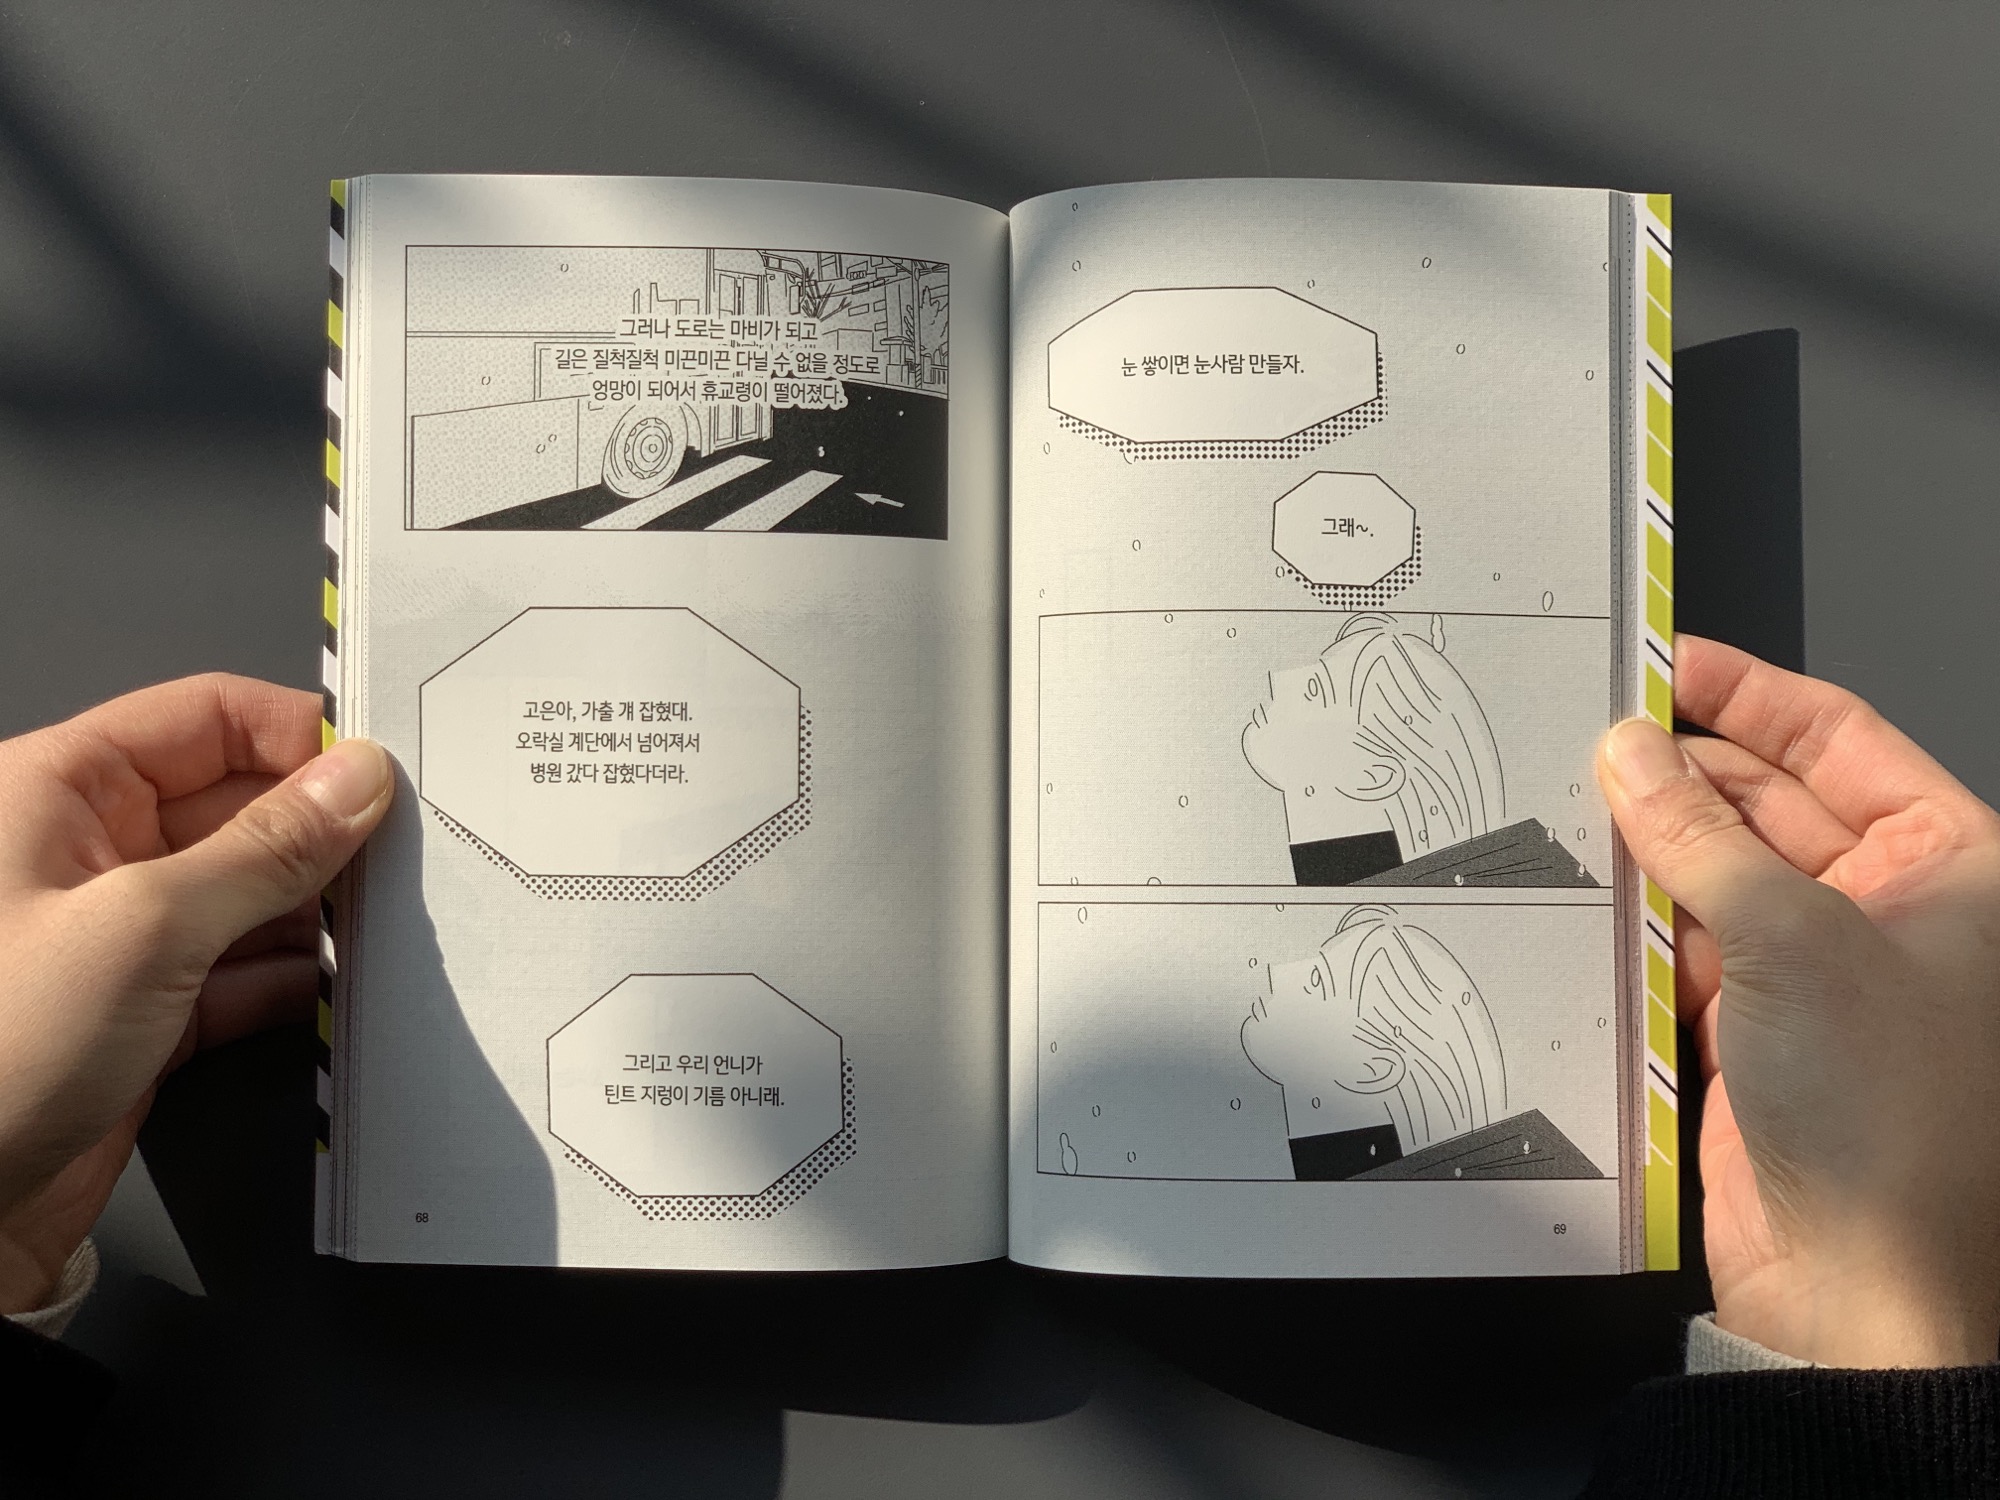 그러나 도로는 마비가 되고
길은 질척질척 미끈미끈 다닐 수 없을 정도로
엉망이 되어서 휴교령이 떨어졌다.
고은아, 가출 걔 잡혔대.
오락실 계단에서 넘어져서
병원 갔다 잡혔다더라.
그리고 우리 언니가
틴트 지렁이 기름 아니래.
68
눈 쌓이면 눈사람 만들자.
그래~.
69